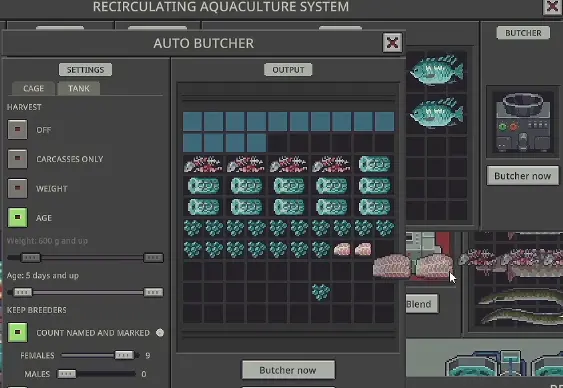 RECIRCULATING AQUACULTURE SYSTEM
AUTO BUTCHER
BUTCHER
SETTINGS
OUTPUT
CAGE
TANK
HARVEST
OFF
CARCASSES ONLY
WEIGHT
Butcher now
AGE
Weight: 600 g and up
Age: 5 days and up
Blend
KEEP BREEDERS
COUNT NAMED AND MARKED
FEMALES 9
MALES 0
Butcher now